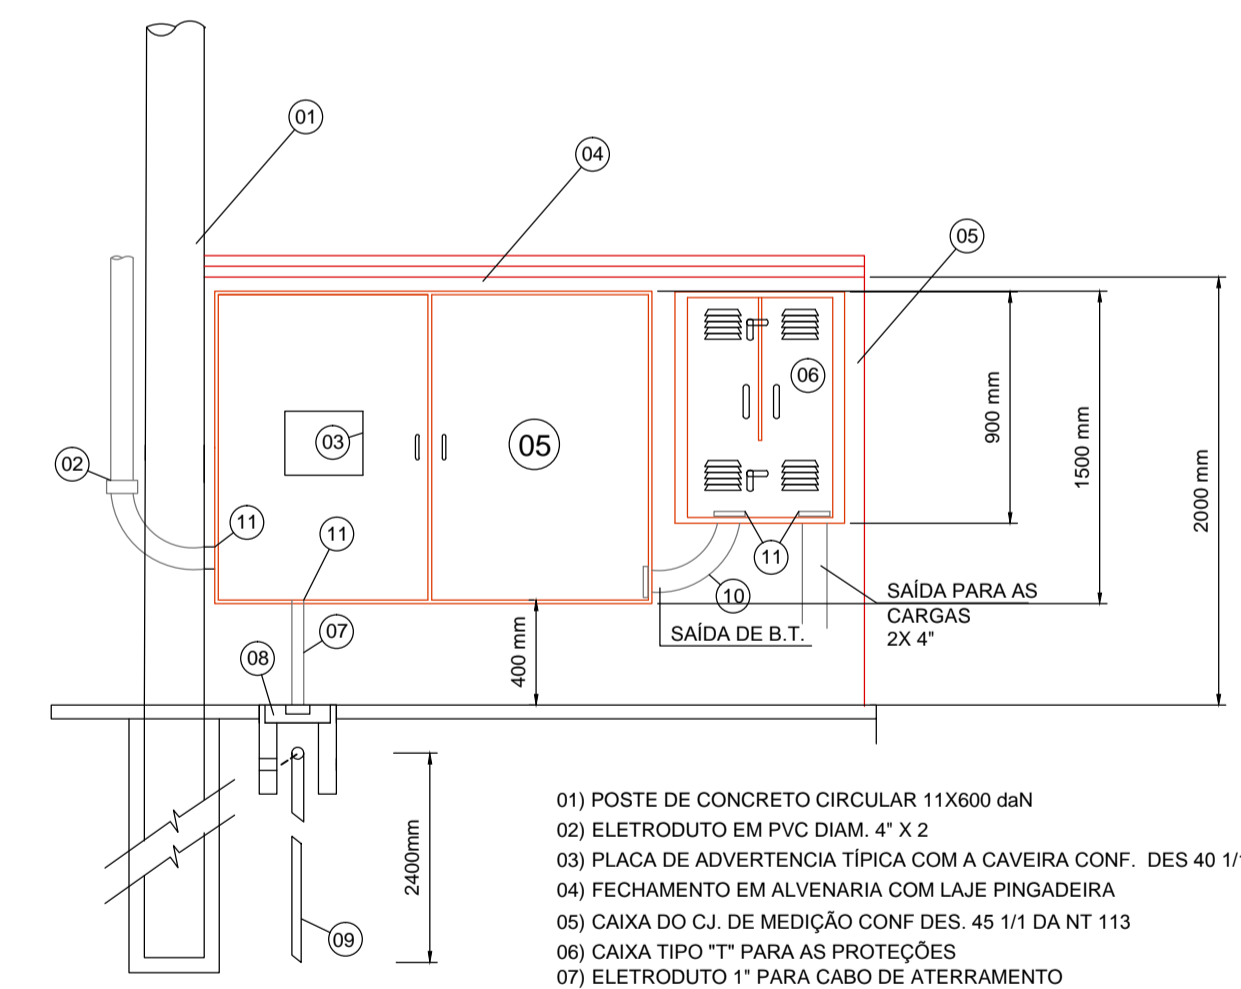 01
04
05
06
900 mm
1500 mm
2000 mm
03
05
02
11
11
11
10
SAÍDA PARA AS
CARGAS
2X 4"
SAÍDA DE B.T.
07
400 mm
08
2400mm
09
01) POSTE DE CONCRETO CIRCULAR 11X600 daN
02) ELETRODUTO EM PVC DIAM. 4" X 2
03) PLACA DE ADVERTENCIA TÍPICA COM A CAVEIRA CONF. DES 40 1/
04) FECHAMENTO EM ALVENARIA COM LAJE PINGADEIRA
05) CAIXA DO CJ. DE MEDIÇÃO CONF DES. 45 1/1 DA NT 113
06) CAIXA TIPO "T" PARA AS PROTEÇÕES
07) ELETRODUTO 1" PARA CABO DE ATERRAMENTO